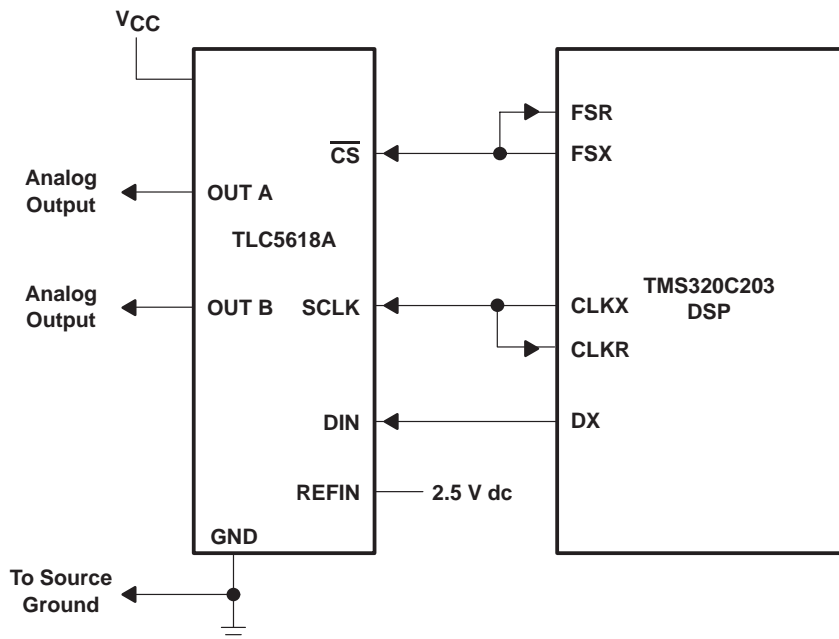 VCC
FSR
CS
FSX
Analog
Output
OUT A
TLC5618A
Analog
Output
OUT B
SCLK
CLKX
TMS320C203
DSP
CLKR
DIN
DX
REFIN
2.5 V dc
GND
To Source
Ground